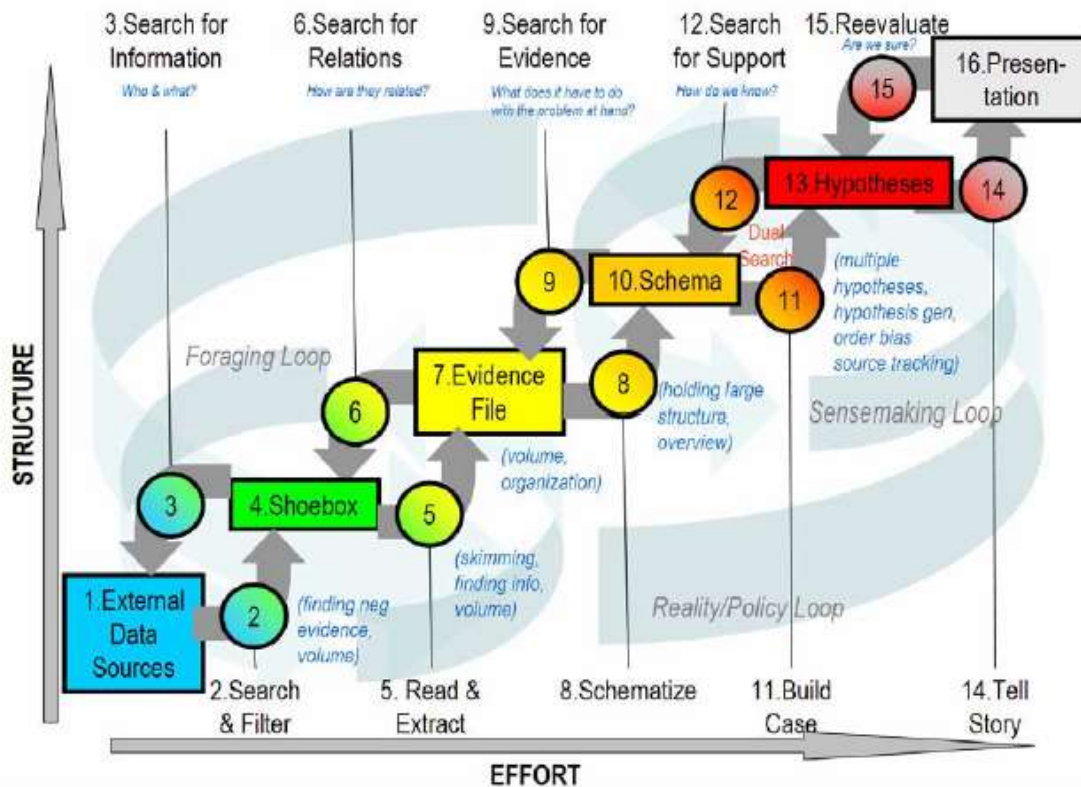 3.Search for
Information
Who & what?
6.Search for
Relations
How are they related?
9.Search for
Evidence
What does it have to do
with the problem at hand?
12.Search
for Support
How do we know?
15.Reevaluate
Are we sure?
16.Presen-
tation
15
13.Hypotheses
12
14
Dual
Search
10.Schema
9
11
(multiple
hypotheses,
hypothesis gen,
order bias
source tracking)
Foraging Loop
7.Evidence
File
8
6
(holding large
structura,
overview)
Sensemaking Loop
(volume,
organization)
3
4.Shoebox
5
(skimming,
finding info,
volume)
1.External
Data
Sources
2
(finding neg
evidence,
volume)
Reality/Policy Loop
2.Search
& Filter
5. Read &
Extract
8.Schematize
11.Build
Case
14.Tell
Story
STRUCTURE
EFFORT